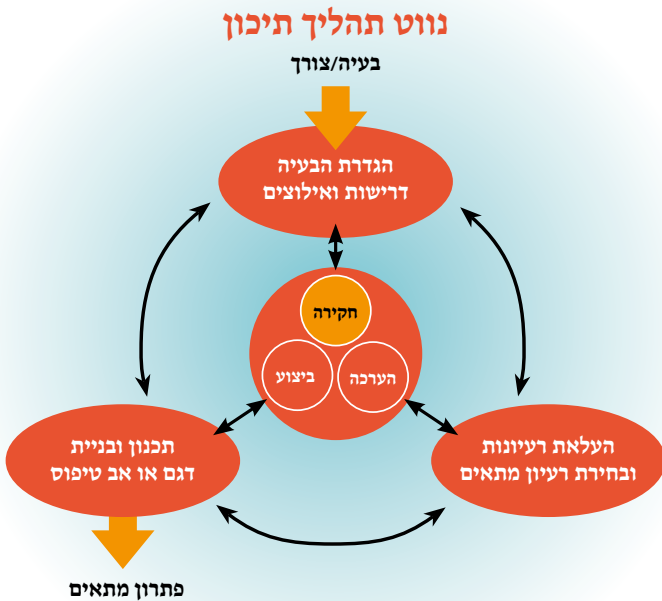 נווט תהליך תיכון
בעיה/צורך
הגדרת הבעיה
דרישות ואילוצים
חקירה
הערכה
ביצוע
העלאת רעיונות
ובחירת רעיון מתאים
תכנון ובניית
דגם או אב טיפוס
פתרון מתאים